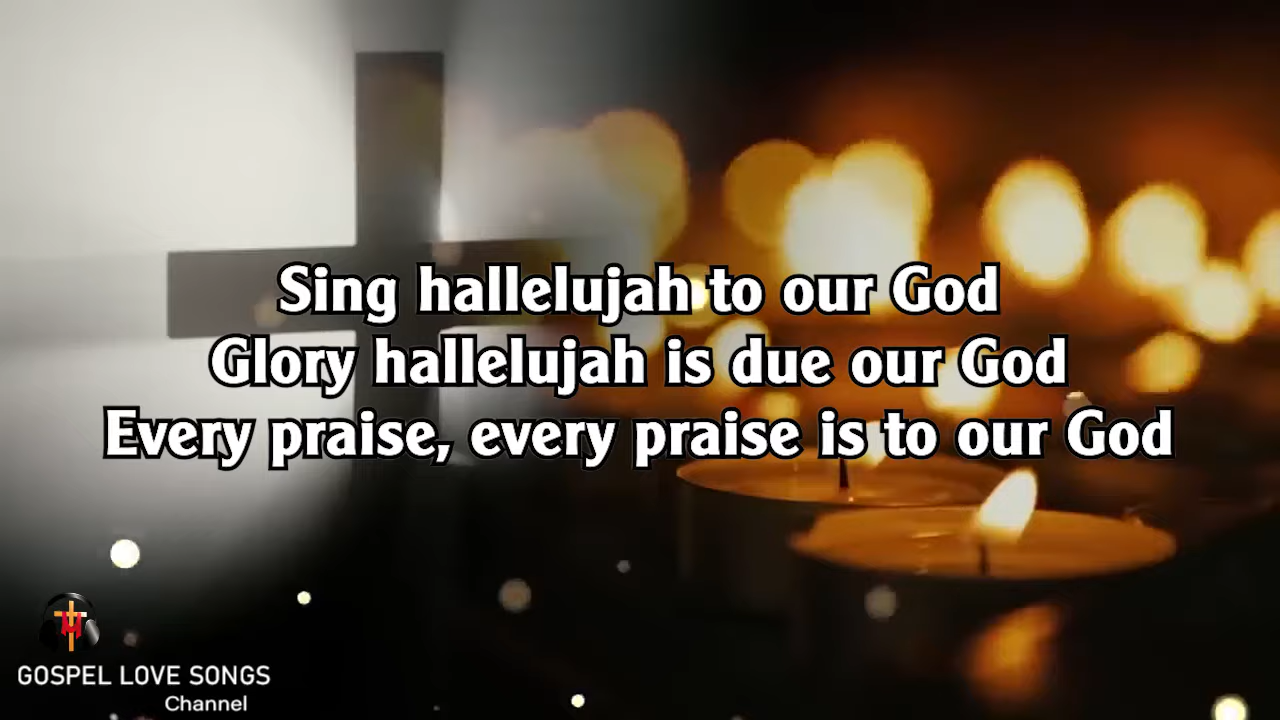 Sing hallelujah to our God
Glory hallelujah is due our God
Every praise, every praise is to our God
GOSPEL LOVE SONGS
Channel